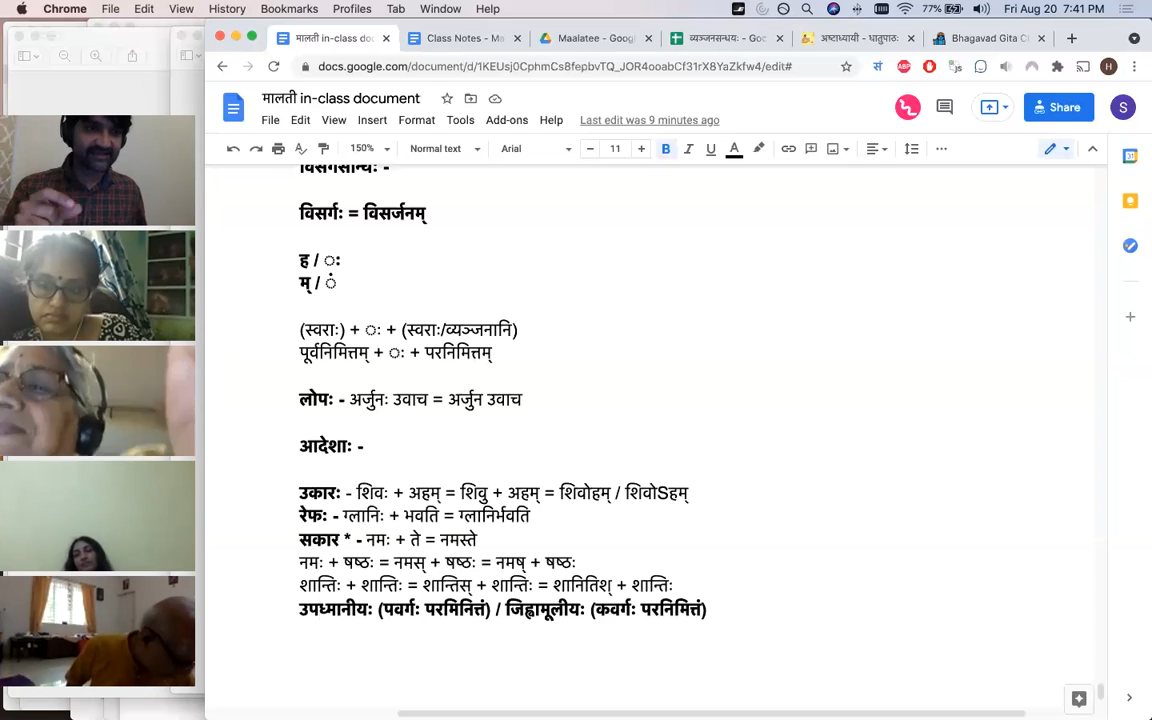 Chrome File Edit View History Bookmarks Profiles Tab Window Help 77% Fri Aug 20 7:41 PM
मालती in-class doc Class Notes - Ma Maalatee - Googl व्यञ्जनसन्धयः - Goo अष्टाध्यायी - धातुपाठः Bhagavad Gita C
docs.google.com/document/d/1KEUsj0CphmCs8fepbvTQ_JOR4ooabCf31rX8YaZkfw4/edit#
मालती in-class document
File Edit View Insert Format Tools Add-ons Help Last edit was 9 minutes ago
Share S
150% Normal text Arial 11 B I U A
विसर्गसन्धिः -
विसर्गः = विसर्जनम्
ह / ः
म् / ं
(स्वराः) + ः + (स्वराः/व्यञ्जनानि)
पूर्वनिमित्तम् + ः + परनिमित्तम्
लोपः - अर्जुनः उवाच = अर्जुन उवाच
आदेशाः -
उकारः - शिवः + अहम् = शिवु + अहम् = शिवोहम् / शिवोSहम्
रेफः - ग्लानिः + भवति = ग्लानिर्भवति
सकार * - नमः + ते = नमस्ते
नमः + षष्ठः = नमस् + षष्ठः = नमष् + षष्ठः
शान्तिः + शान्तिः = शान्तिस् + शान्तिः = शानितिश् + शान्तिः
उपध्मानीयः (पवर्गः परमिनित्तं) / जिह्वामूलीयः (कवर्गः परनिमित्तं)